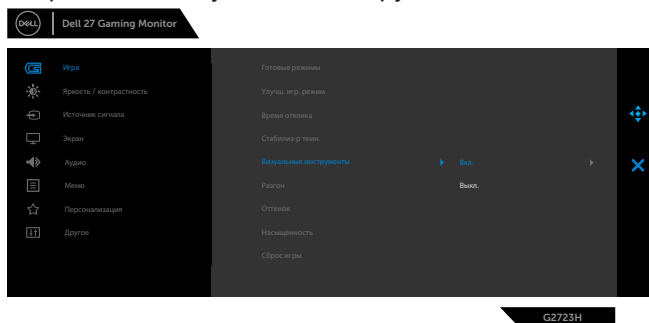 DELL
Dell 27 Gaming Monitor
Игра
Яркость / контрастность
Источник сигнала
Экран
Аудио
Меню
Персонализация
Другое
Готовые режимы
Улучш. игр. режим
Время отклика
Стабилиз-р темн.
Визуальные инструменты
Разгон
Оттенок
Насыщенность
Сброс игры
Вкл.
Выкл.
G2723H